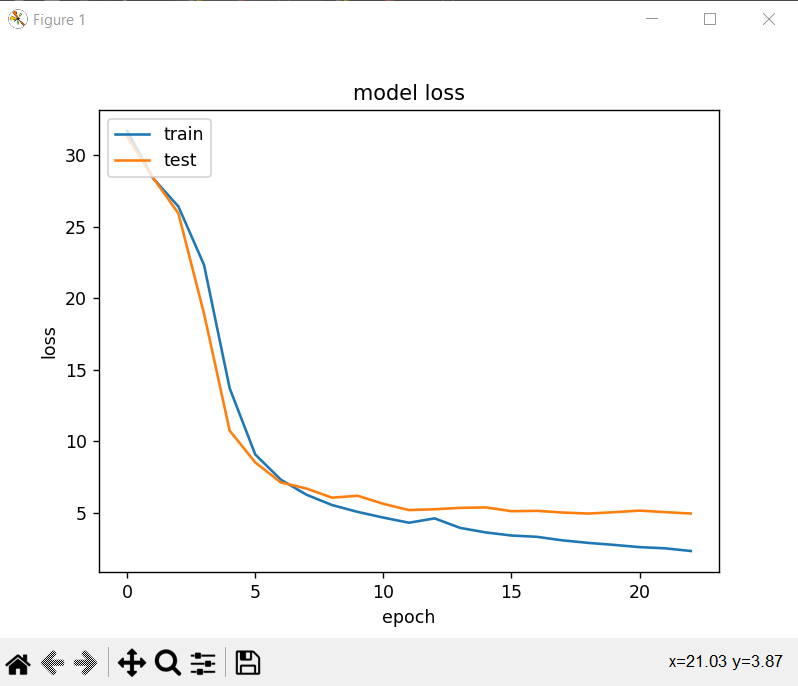 Figure 1
model loss
train
test
30
25
20
15
10
5
loss
0 5 10 15 20
epoch
x=21.03 y=3.87